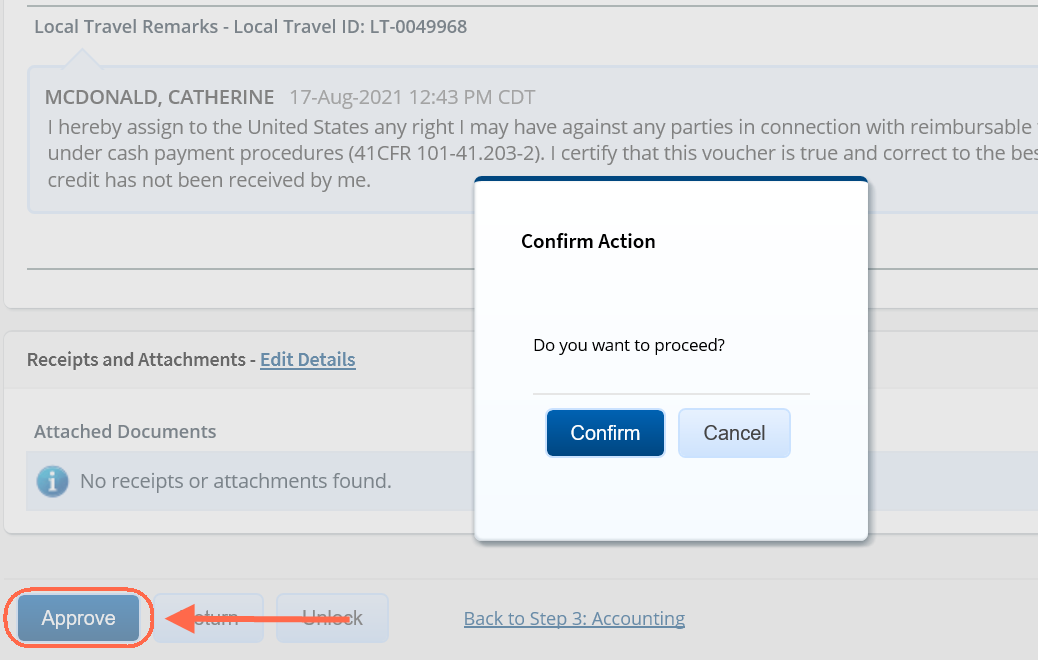 Local Travel Remarks - Local Travel ID: LT-0049968
MCDONALD, CATHERINE 17-Aug-2021 12:43 PM CDT
I hereby assign to the United States any right I may have against any parties in connection with reimbursable
under cash payment procedures (41CFR 101-41.203-2). I certify that this voucher is true and correct to the bes
credit has not been received by me.
Confirm Action
Do you want to proceed?
Confirm Cancel
Receipts and Attachments - Edit Details
Attached Documents
No receipts or attachments found.
Approve Return Unlock Back to Step 3: Accounting